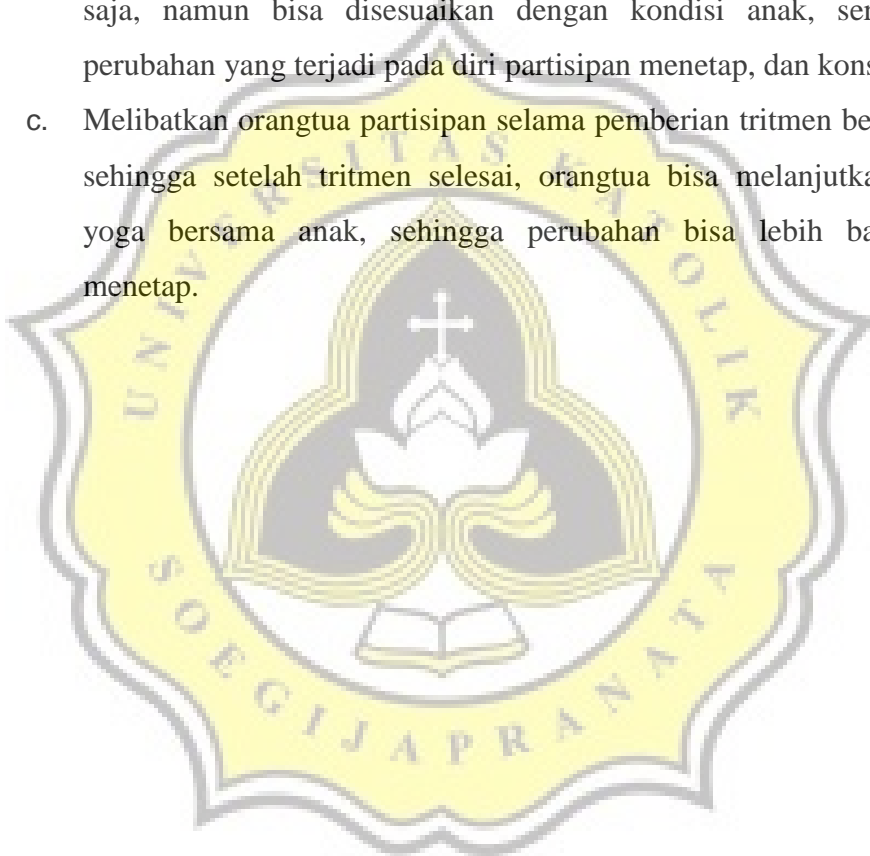 saja, namun bisa disesuaikan dengan kondisi anak, ser
perubahan yang terjadi pada diri partisipan menetap, dan kons
c. Melibatkan orangtua partisipan selama pemberian tritmen be
sehingga setelah tritmen selesai, orangtua bisa melanjutka
yoga bersama anak, sehingga perubahan bisa lebih ba
menetap.
UNIVERSITAS KATOLIK
SOEGIJAPRANATA